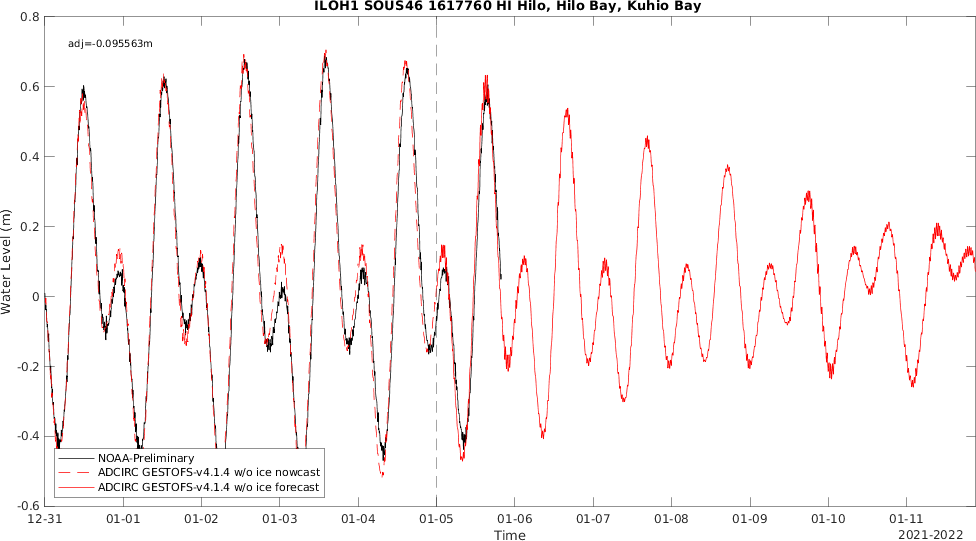 ILOH1 SOUS46 1617760 HI Hilo, Hilo Bay, Kuhio Bay
adj=-0.095563m
0.8
0.6
0.4
0.2
0
-0.2
-0.4
-0.6
Water Level (m)
NOAA-Preliminary
ADCIRC GESTOFS-v4.1.4 w/o ice nowcast
ADCIRC GESTOFS-v4.1.4 w/o ice forecast
12-31 01-01 01-02 01-03 01-04 01-05 01-06 01-07 01-08 01-09 01-10 01-11
Time
2021-2022